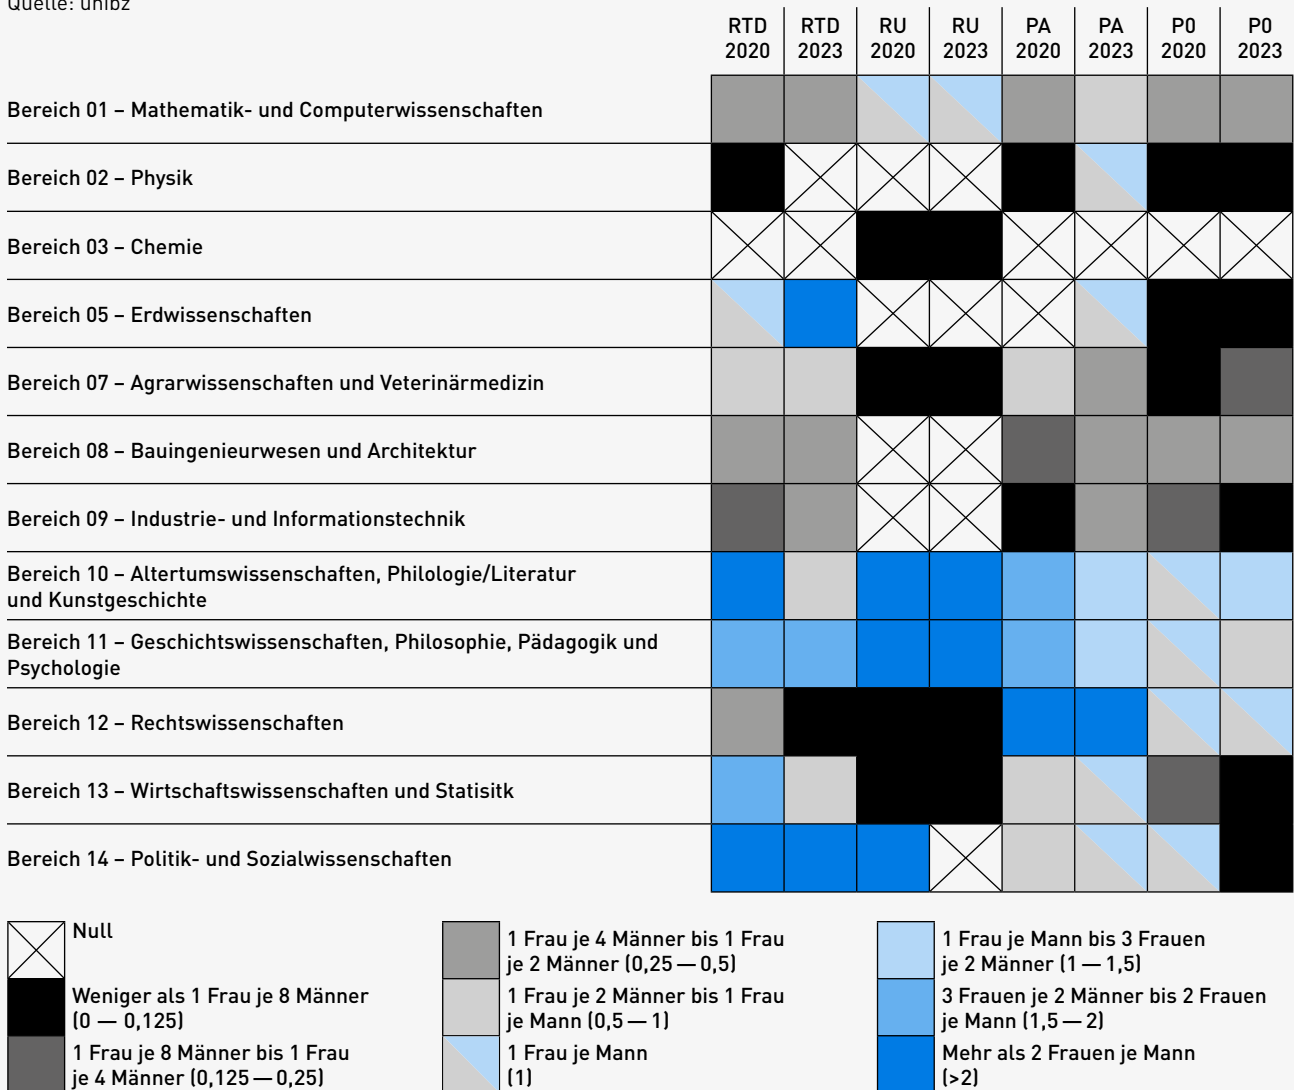 Quelle: unibz
RTD 2020
RTD 2023
RU 2020
RU 2023
PA 2020
PA 2023
P0 2020
P0 2023
Bereich 01 – Mathematik- und Computerwissenschaften
Bereich 02 – Physik
Bereich 03 – Chemie
Bereich 05 – Erdwissenschaften
Bereich 07 – Agrarwissenschaften und Veterinärmedizin
Bereich 08 – Bauingenieurwesen und Architektur
Bereich 09 – Industrie- und Informationstechnik
Bereich 10 – Altertumswissenschaften, Philologie/Literatur
und Kunstgeschichte
Bereich 11 – Geschichtswissenschaften, Philosophie, Pädagogik und
Psychologie
Bereich 12 – Rechtswissenschaften
Bereich 13 – Wirtschaftswissenschaften und Statisitk
Bereich 14 – Politik- und Sozialwissenschaften
Null
Weniger als 1 Frau je 8 Männer
(0 — 0,125)
1 Frau je 8 Männer bis 1 Frau
je 4 Männer (0,125 — 0,25)
1 Frau je 4 Männer bis 1 Frau
je 2 Männer (0,25 — 0,5)
1 Frau je 2 Männer bis 1 Frau
je Mann (0,5 — 1)
1 Frau je Mann
(1)
1 Frau je Mann bis 3 Frauen
je 2 Männer (1 — 1,5)
3 Frauen je 2 Männer bis 2 Frauen
je Mann (1,5 — 2)
Mehr als 2 Frauen je Mann
(>2)